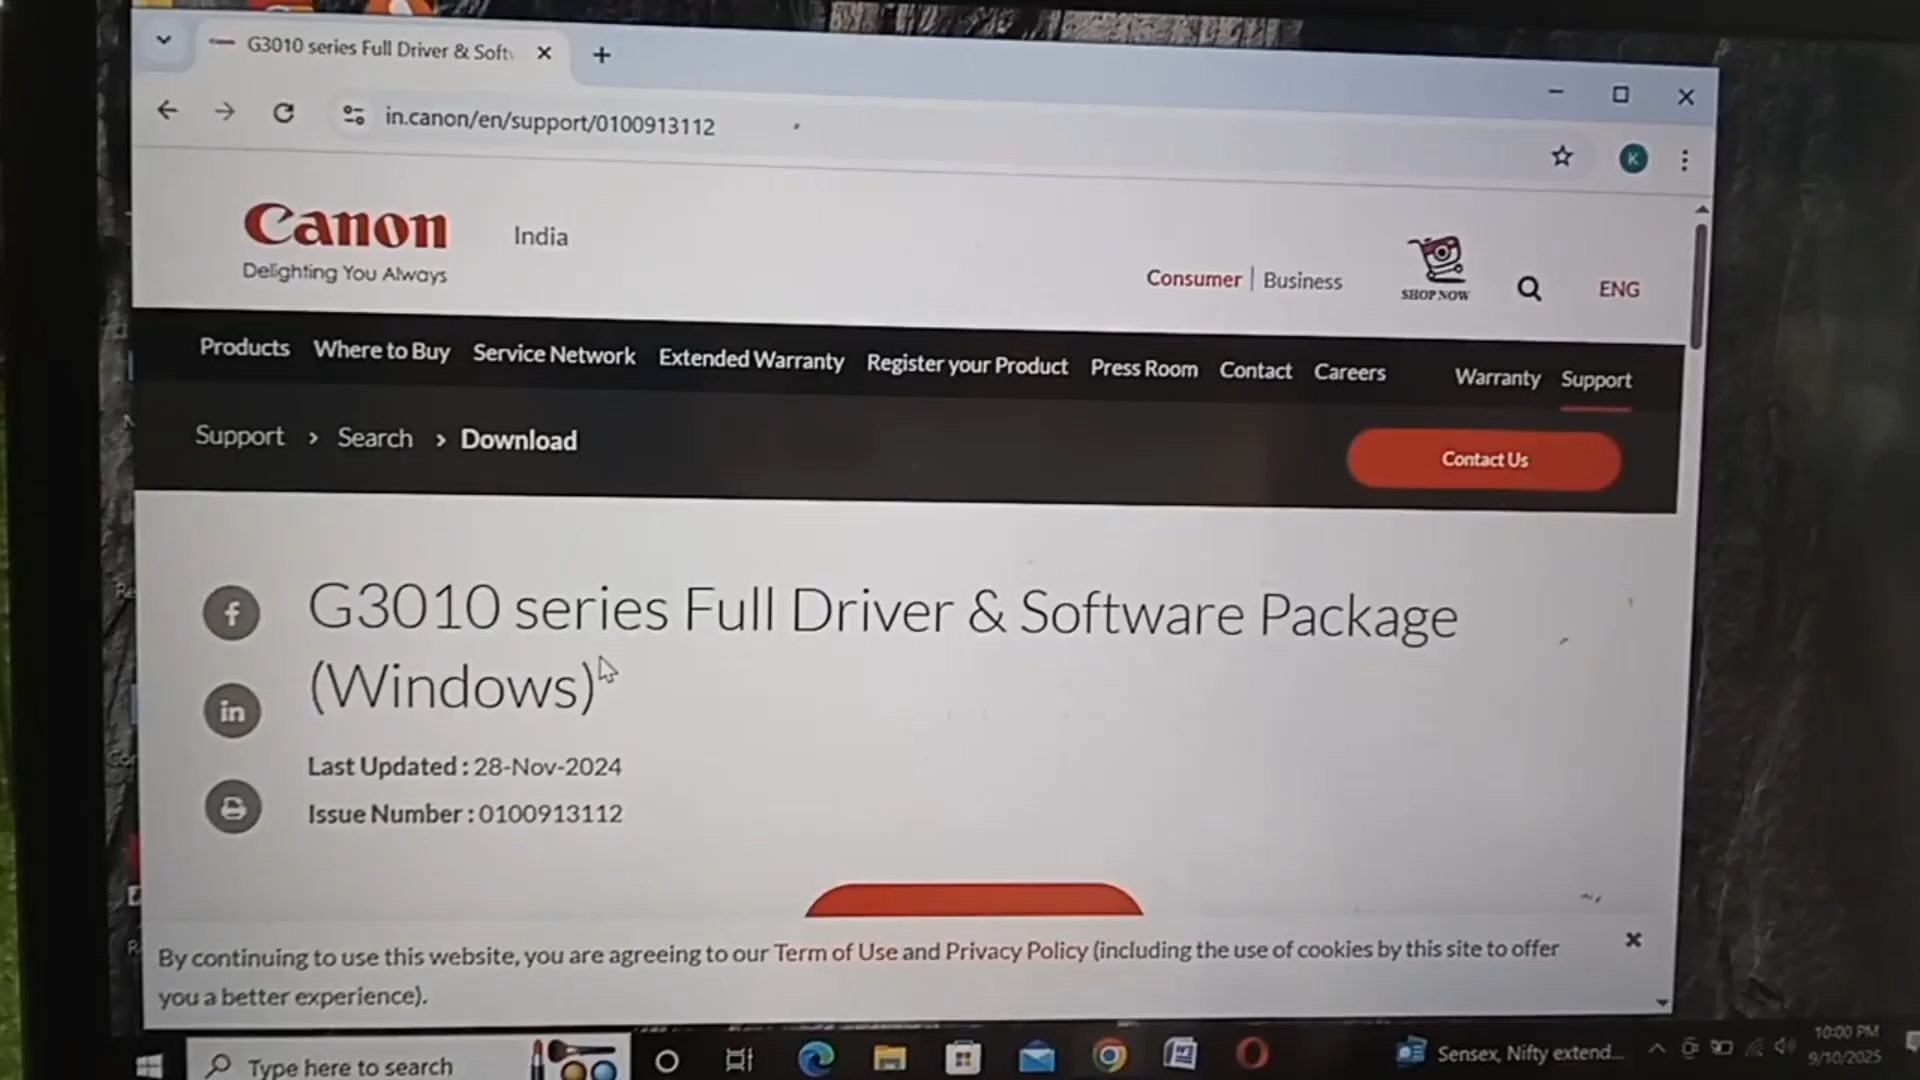 G3010 series Full Driver & Soft
in.canon/en/support/0100913112
K
Canon
Delighting You Always
India
Consumer | Business
SHOP NOW
ENG
Products Where to Buy Service Network Extended Warranty Register your Product Press Room Contact Careers Warranty Support
Support > Search > Download
Contact Us
G3010 series Full Driver & Software Package
(Windows)
Last Updated : 28-Nov-2024
Issue Number : 0100913112
By continuing to use this website, you are agreeing to our Term of Use and Privacy Policy (including the use of cookies by this site to offer
you a better experience).
Type here to search
Sensex, Nifty extend...
10:00 PM
9/10/2025